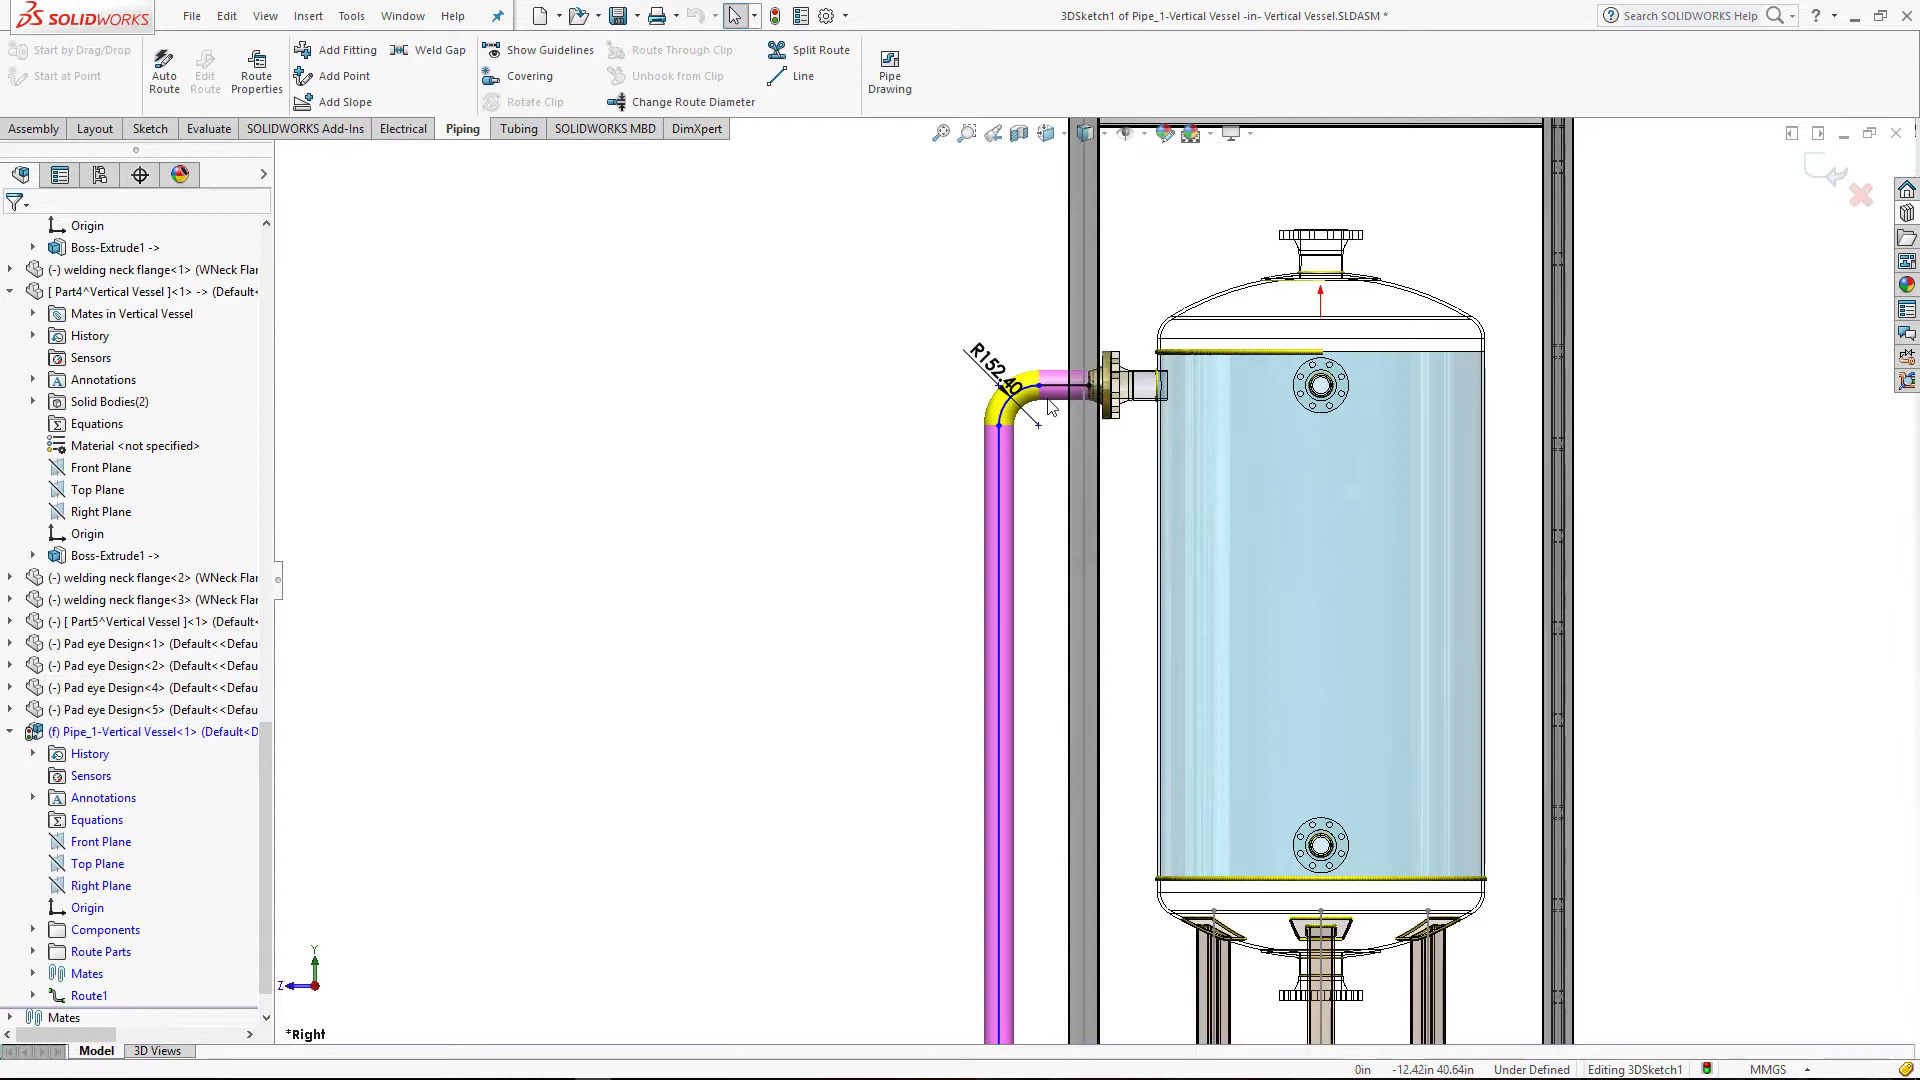 SOLIDWORKS
File Edit View Insert Tools Window Help
3DSketch1 of Pipe_1-Vertical Vessel -in- Vertical Vessel.SLDASM *
Search SOLIDWORKS Help
Start by Drag/Drop
Start at Point
Auto Route
Edit Route
Route Properties
Add Fitting
Weld Gap
Add Point
Add Slope
Show Guidelines
Route Through Clip
Split Route
Covering
Unhook from Clip
Line
Rotate Clip
Change Route Diameter
Pipe Drawing
Assembly Layout Sketch Evaluate SOLIDWORKS Add-Ins Electrical Piping Tubing SOLIDWORKS MBD DimXpert
Origin
Boss-Extrude1 ->
(-) welding neck flange<1> (WNeck Flan
[ Part4^Vertical Vessel ]<1> -> (Default<
Mates in Vertical Vessel
History
Sensors
Annotations
Solid Bodies(2)
Equations
Material <not specified>
Front Plane
Top Plane
Right Plane
Origin
Boss-Extrude1 ->
(-) welding neck flange<2> (WNeck Flan
(-) welding neck flange<3> (WNeck Flan
(-) [ Part5^Vertical Vessel ]<1> (Default<
(-) Pad eye Design<1> (Default<<Defau
(-) Pad eye Design<2> (Default<<Defau
(-) Pad eye Design<4> (Default<<Defau
(-) Pad eye Design<5> (Default<<Defau
(f) Pipe_1-Vertical Vessel<1> (Default<D
History
Sensors
Annotations
Equations
Front Plane
Top Plane
Right Plane
Origin
Components
Route Parts
Mates
Route1
Mates
R152.40
Y
Z
*Right
Model 3D Views
0in -12.42in 40.64in Under Defined Editing 3DSketch1 MMGS